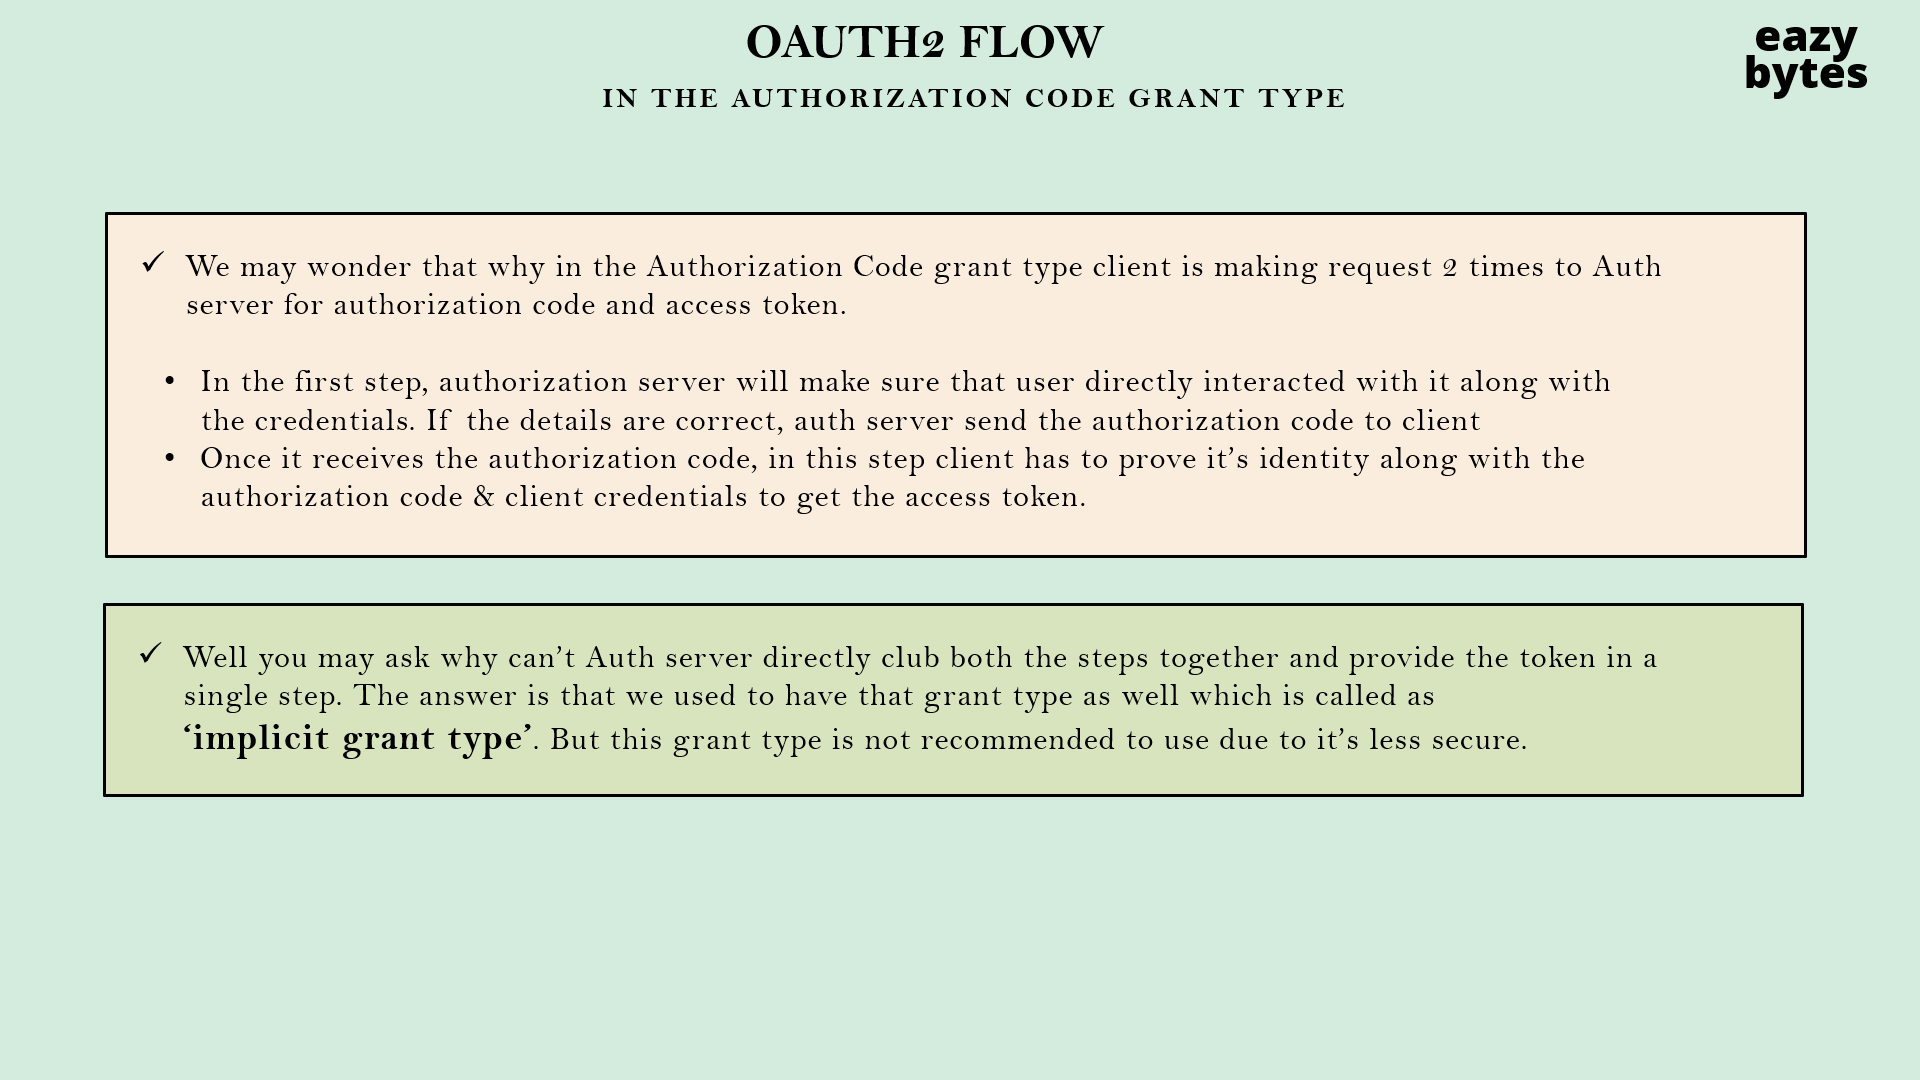 OAUTH2 FLOW
IN THE AUTHORIZATION CODE GRANT TYPE
eazy
bytes
✓ We may wonder that why in the Authorization Code grant type client is making request 2 times to Auth
server for authorization code and access token.
• In the first step, authorization server will make sure that user directly interacted with it along with
the credentials. If the details are correct, auth server send the authorization code to client
• Once it receives the authorization code, in this step client has to prove it’s identity along with the
authorization code & client credentials to get the access token.
✓ Well you may ask why can’t Auth server directly club both the steps together and provide the token in a
single step. The answer is that we used to have that grant type as well which is called as
‘implicit grant type’. But this grant type is not recommended to use due to it’s less secure.